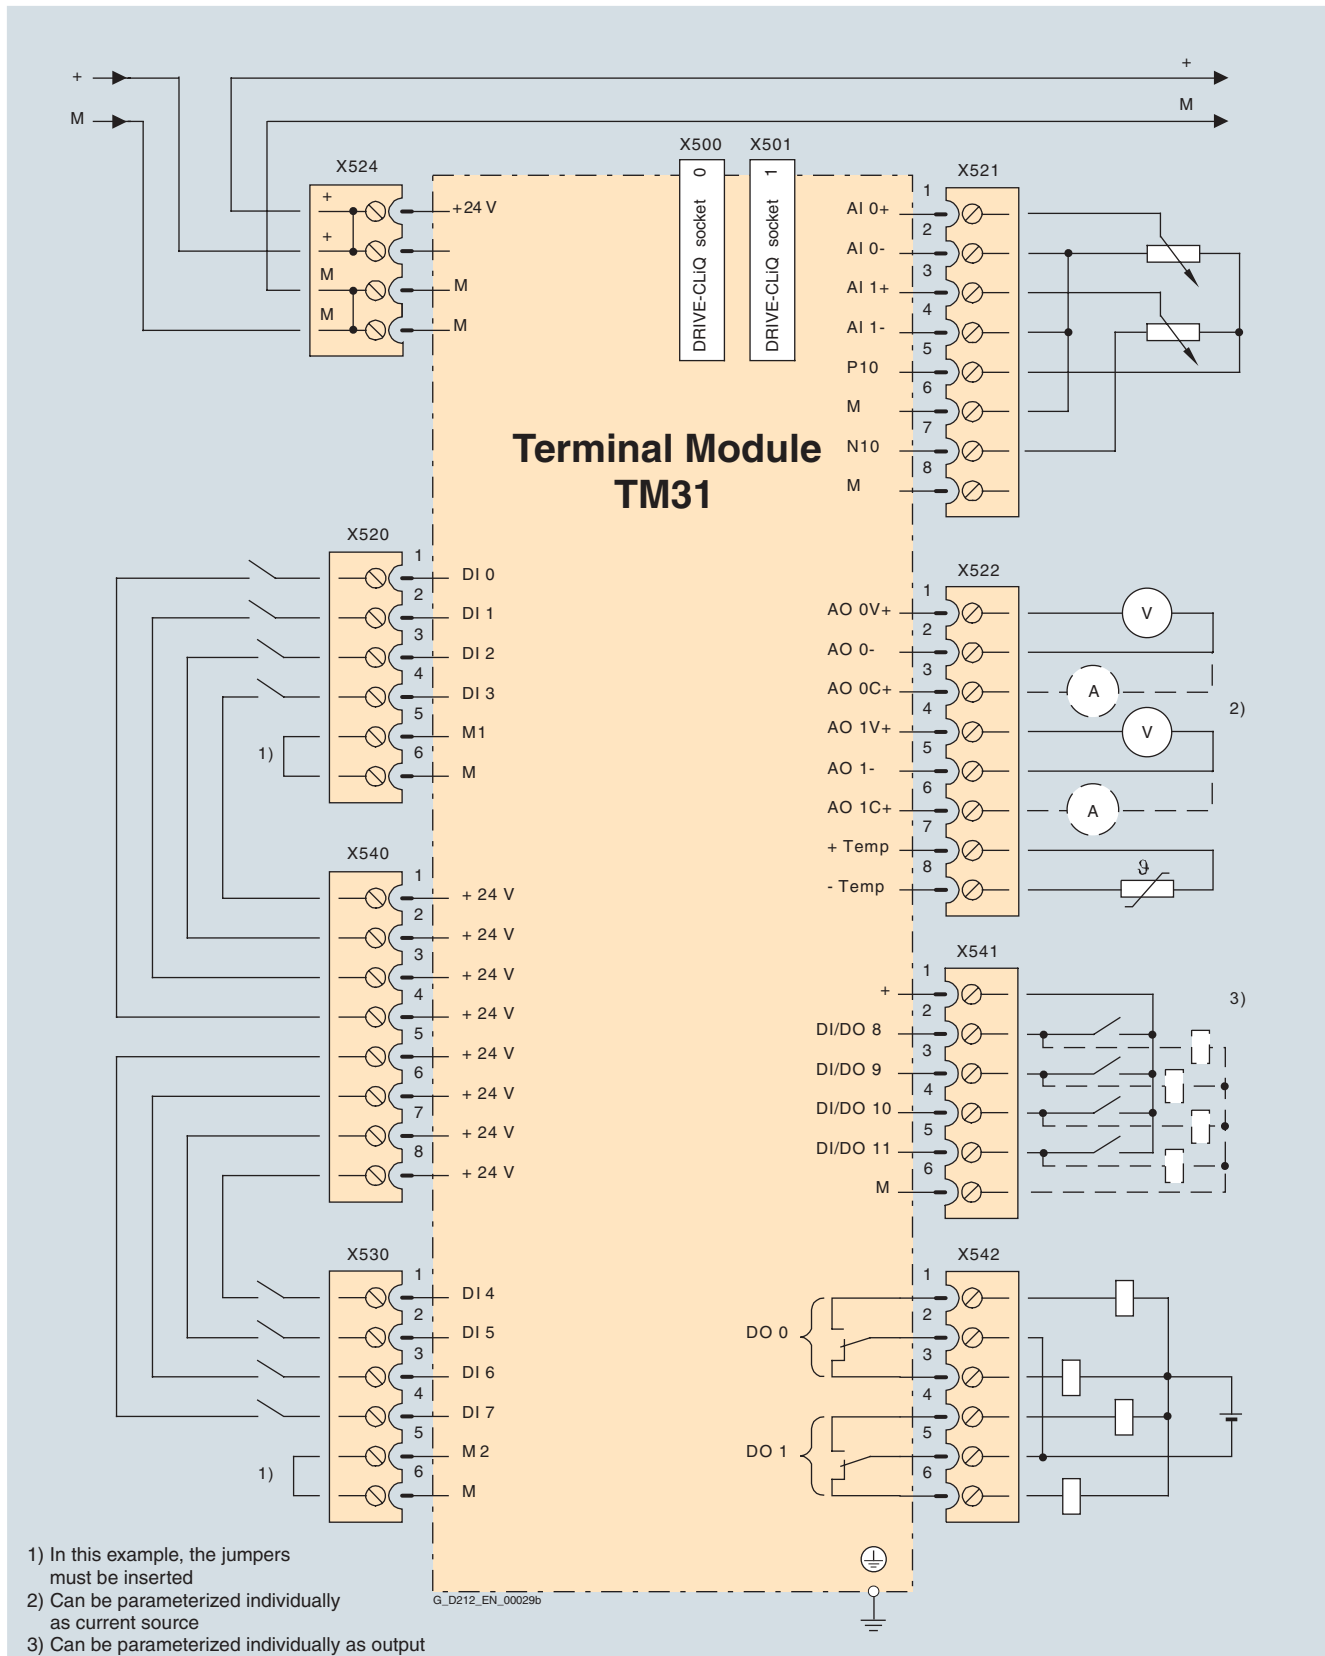 +
M
+
M
X524
+
+
M
M
+24 V
M
M
X500
DRIVE-CLiQ socket 0
X501
DRIVE-CLiQ socket 1
Terminal Module
TM31
X521
1
AI 0+
2
AI 0-
3
AI 1+
4
AI 1-
5
P10
6
M
7
N10
8
M
X520
1
DI 0
2
DI 1
3
DI 2
4
DI 3
5
M1
6
M
1)
X522
1
AO 0V+
V
2
AO 0-
3
AO 0C+
A
2)
4
AO 1V+
V
5
AO 1-
6
AO 1C+
A
7
+ Temp
8
- Temp
ϑ
X540
1
+ 24 V
2
+ 24 V
3
+ 24 V
4
+ 24 V
5
+ 24 V
6
+ 24 V
7
+ 24 V
8
+ 24 V
X541
1
+
3)
2
DI/DO 8
3
DI/DO 9
4
DI/DO 10
5
DI/DO 11
6
M
X530
1
DI 4
2
DI 5
3
DI 6
4
DI 7
5
M 2
6
M
1)
X542
1
2
DO 0
3
4
5
DO 1
6
1) In this example, the jumpers
must be inserted
2) Can be parameterized individually
as current source
3) Can be parameterized individually as output
G_D212_EN_00029b